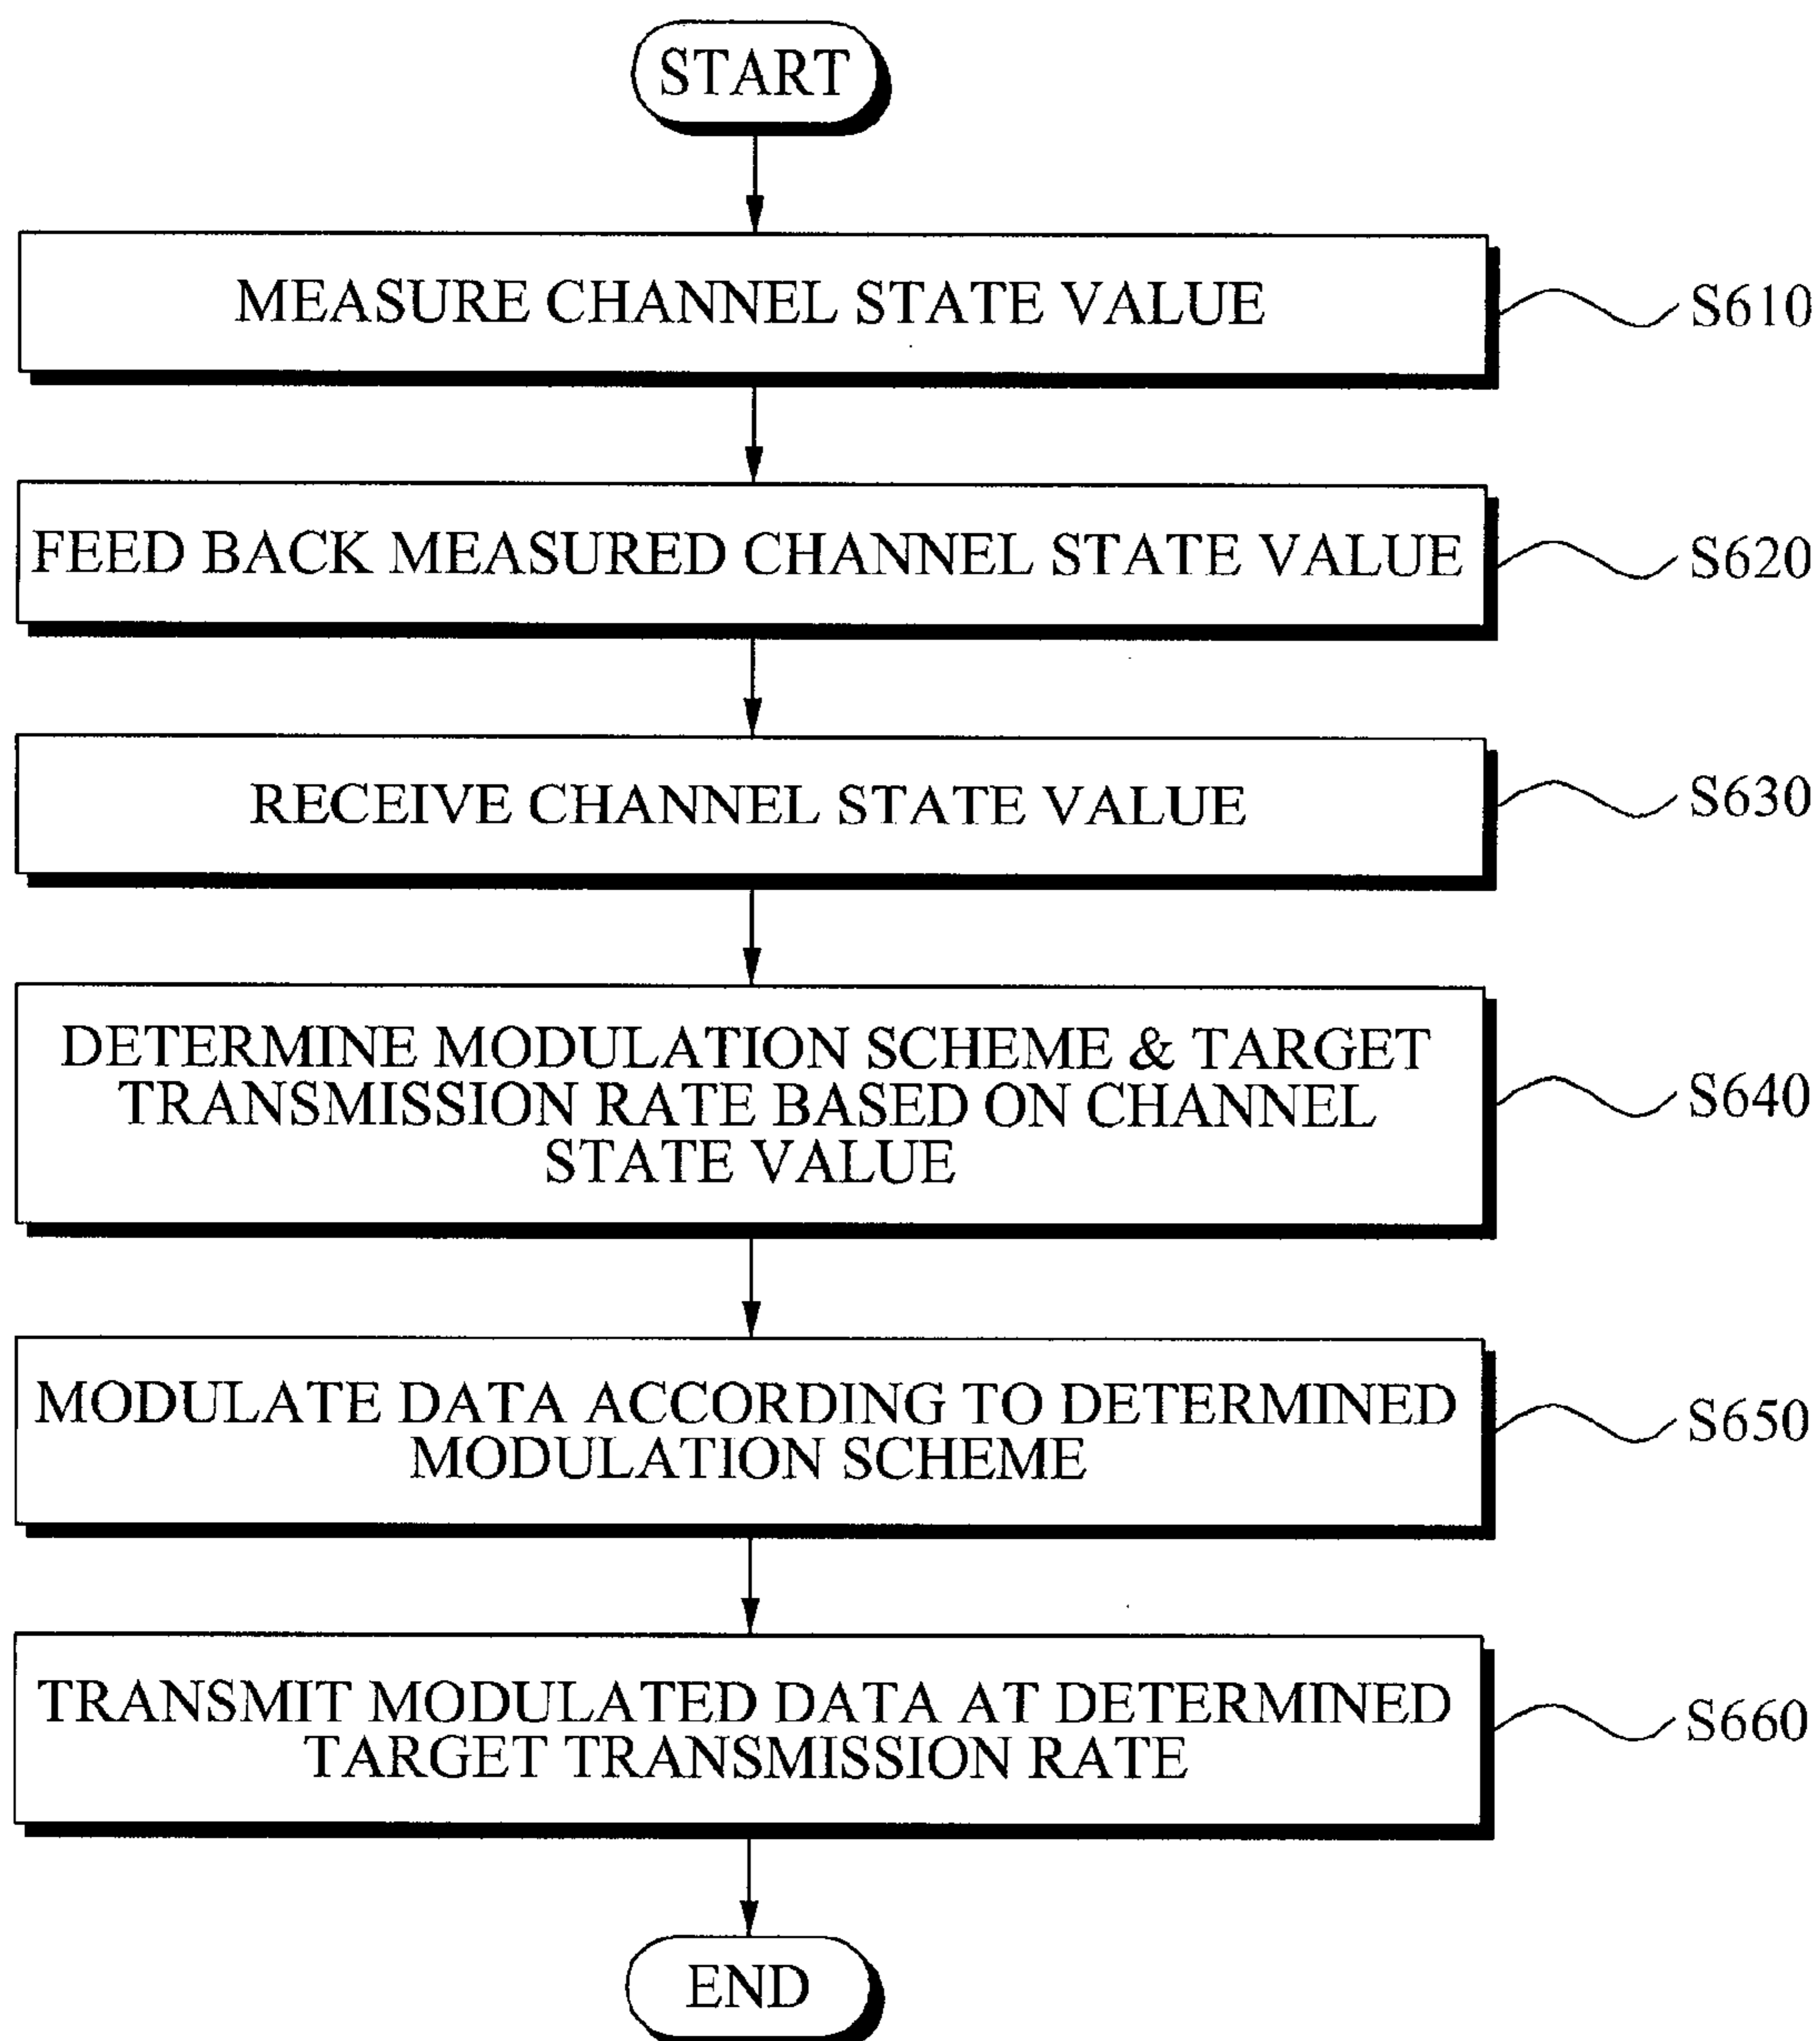 START
MEASURE CHANNEL STATE VALUE
S610
FEED BACK MEASURED CHANNEL STATE VALUE
S620
RECEIVE CHANNEL STATE VALUE
S630
DETERMINE MODULATION SCHEME & TARGET
TRANSMISSION RATE BASED ON CHANNEL
STATE VALUE
S640
MODULATE DATA ACCORDING TO DETERMINED
MODULATION SCHEME
S650
TRANSMIT MODULATED DATA AT DETERMINED
TARGET TRANSMISSION RATE
S660
END